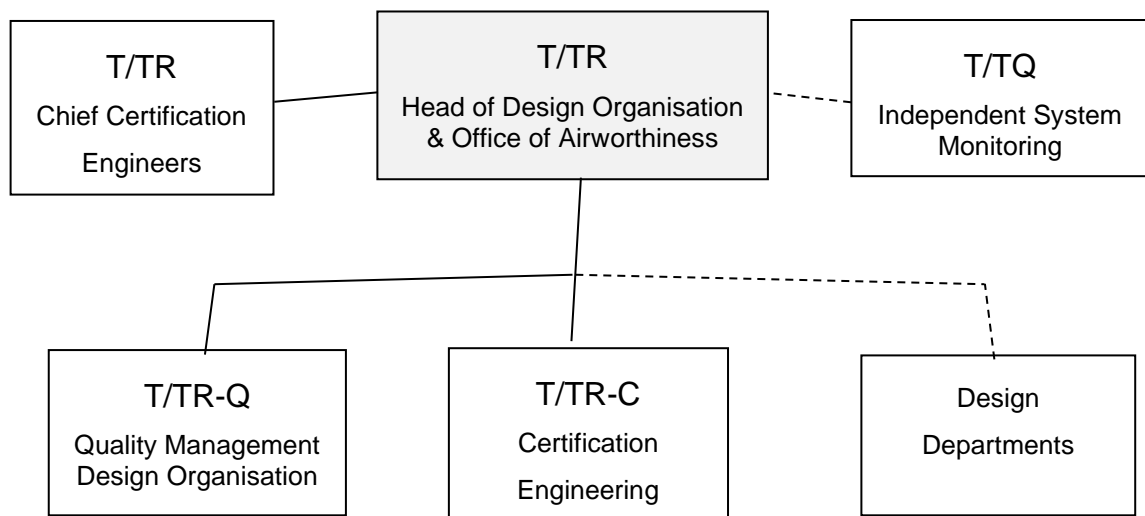 T/TR
Chief Certification
Engineers
T/TR
Head of Design Organisation
& Office of Airworthiness
T/TQ
Independent System
Monitoring
T/TR-Q
Quality Management
Design Organisation
T/TR-C
Certification
Engineering
Design
Departments